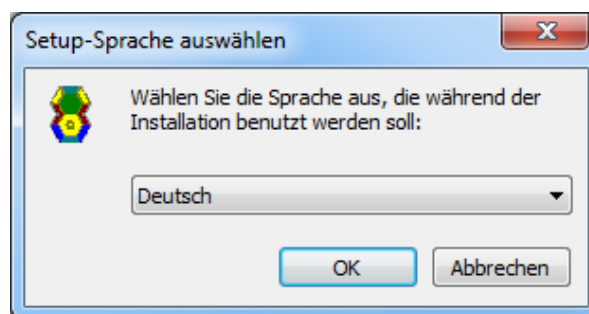 Setup-Sprache auswählen
Wählen Sie die Sprache aus, die während der
Installation benutzt werden soll:
Deutsch
OK
Abbrechen